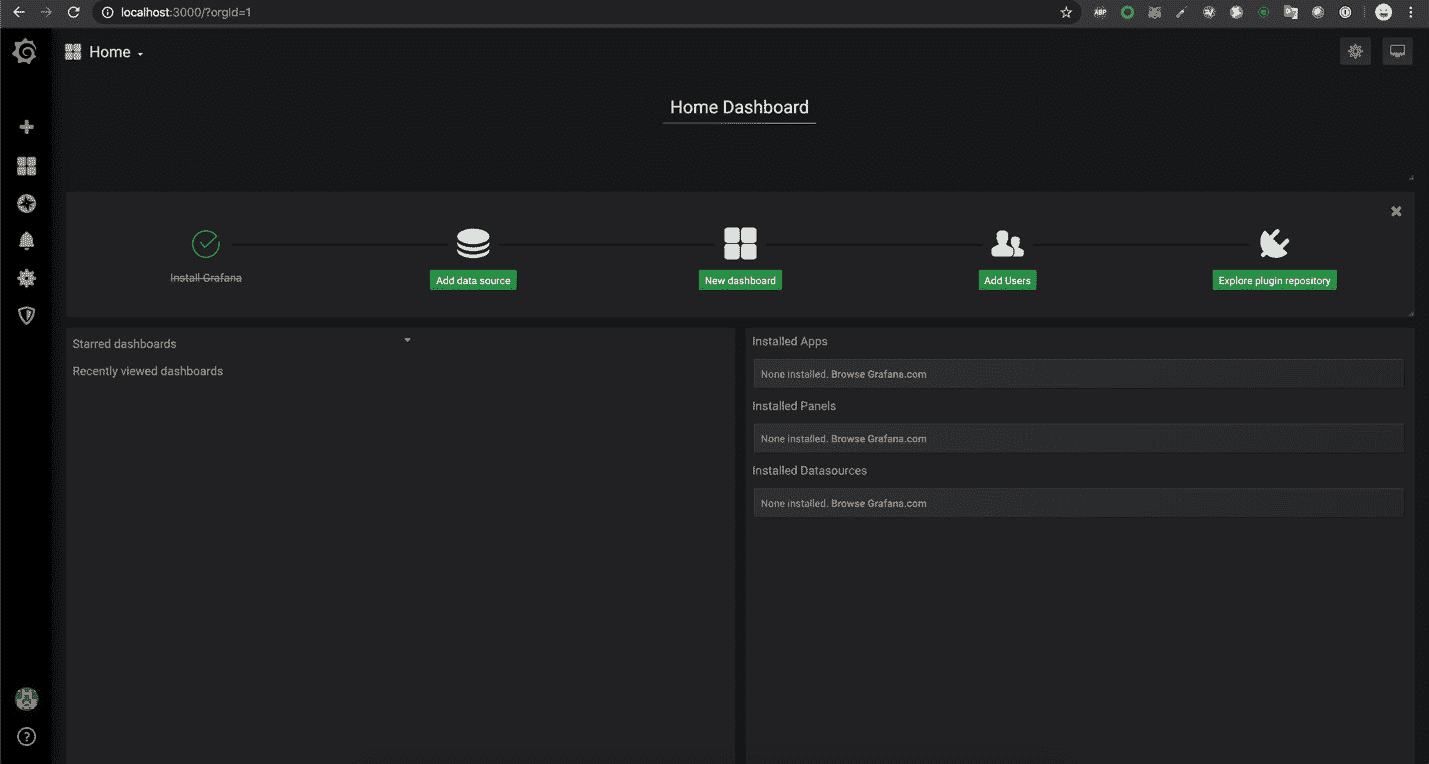 localhost:3000/?orgId=1
ABP
Home
Home Dashboard
Install Grafana
Add data source
New dashboard
Add Users
Explore plugin repository
Starred dashboards
Recently viewed dashboards
Installed Apps
None installed. Browse Grafana.com
Installed Panels
None installed. Browse Grafana.com
Installed Datasources
None installed. Browse Grafana.com